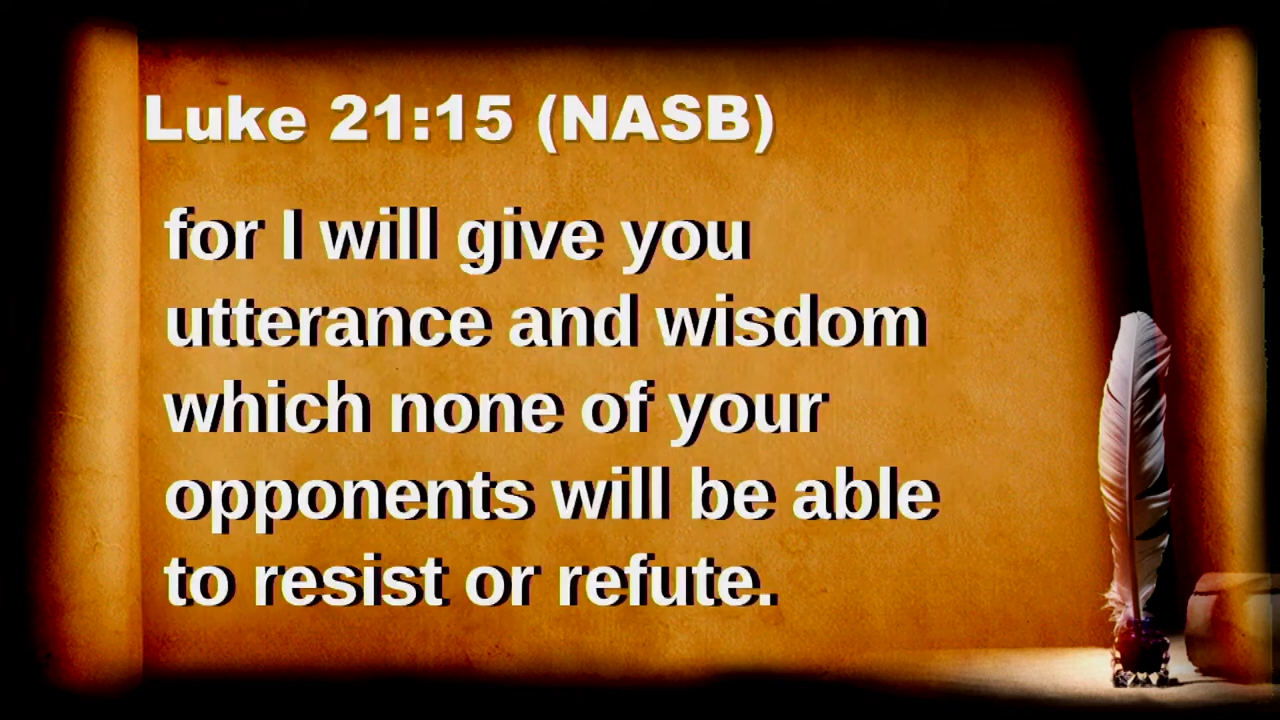 Luke 21:15 (NASB)
for I will give you
utterance and wisdom
which none of your
opponents will be able
to resist or refute.